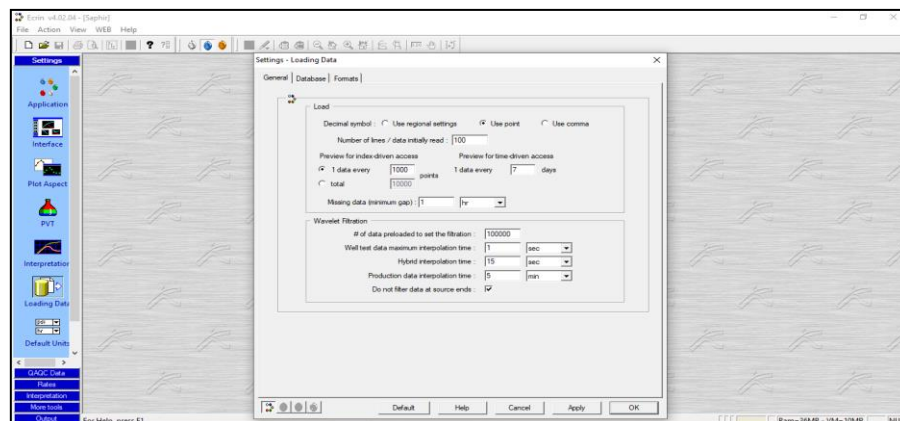 Ecrin v4.02.04 - [Saphir]
File Action View WEB Help
Settings
Application
Interface
Plot Aspect
PVT
Interpretation
Loading Data
Default Units
QAQC Data
Rates
Interpretation
More tools
Output
Settings - Loading Data
General Database Formats
Load
Decimal symbol : Use regional settings Use point Use comma
Number of lines / data initially read : 100
Preview for index-driven access Preview for time-driven access
1 data every 1000 points 1 data every 7 days
total 10000
Missing data (minimum gap) : 1 hr
Wavelet Filtration
# of data preloaded to set the filtration : 100000
Well test data maximum interpolation time : 1 sec
Hybrid interpolation time : 15 sec
Production data interpolation time : 5 min
Do not filter data at source ends :
Default Help Cancel Apply OK
For Help, press F1